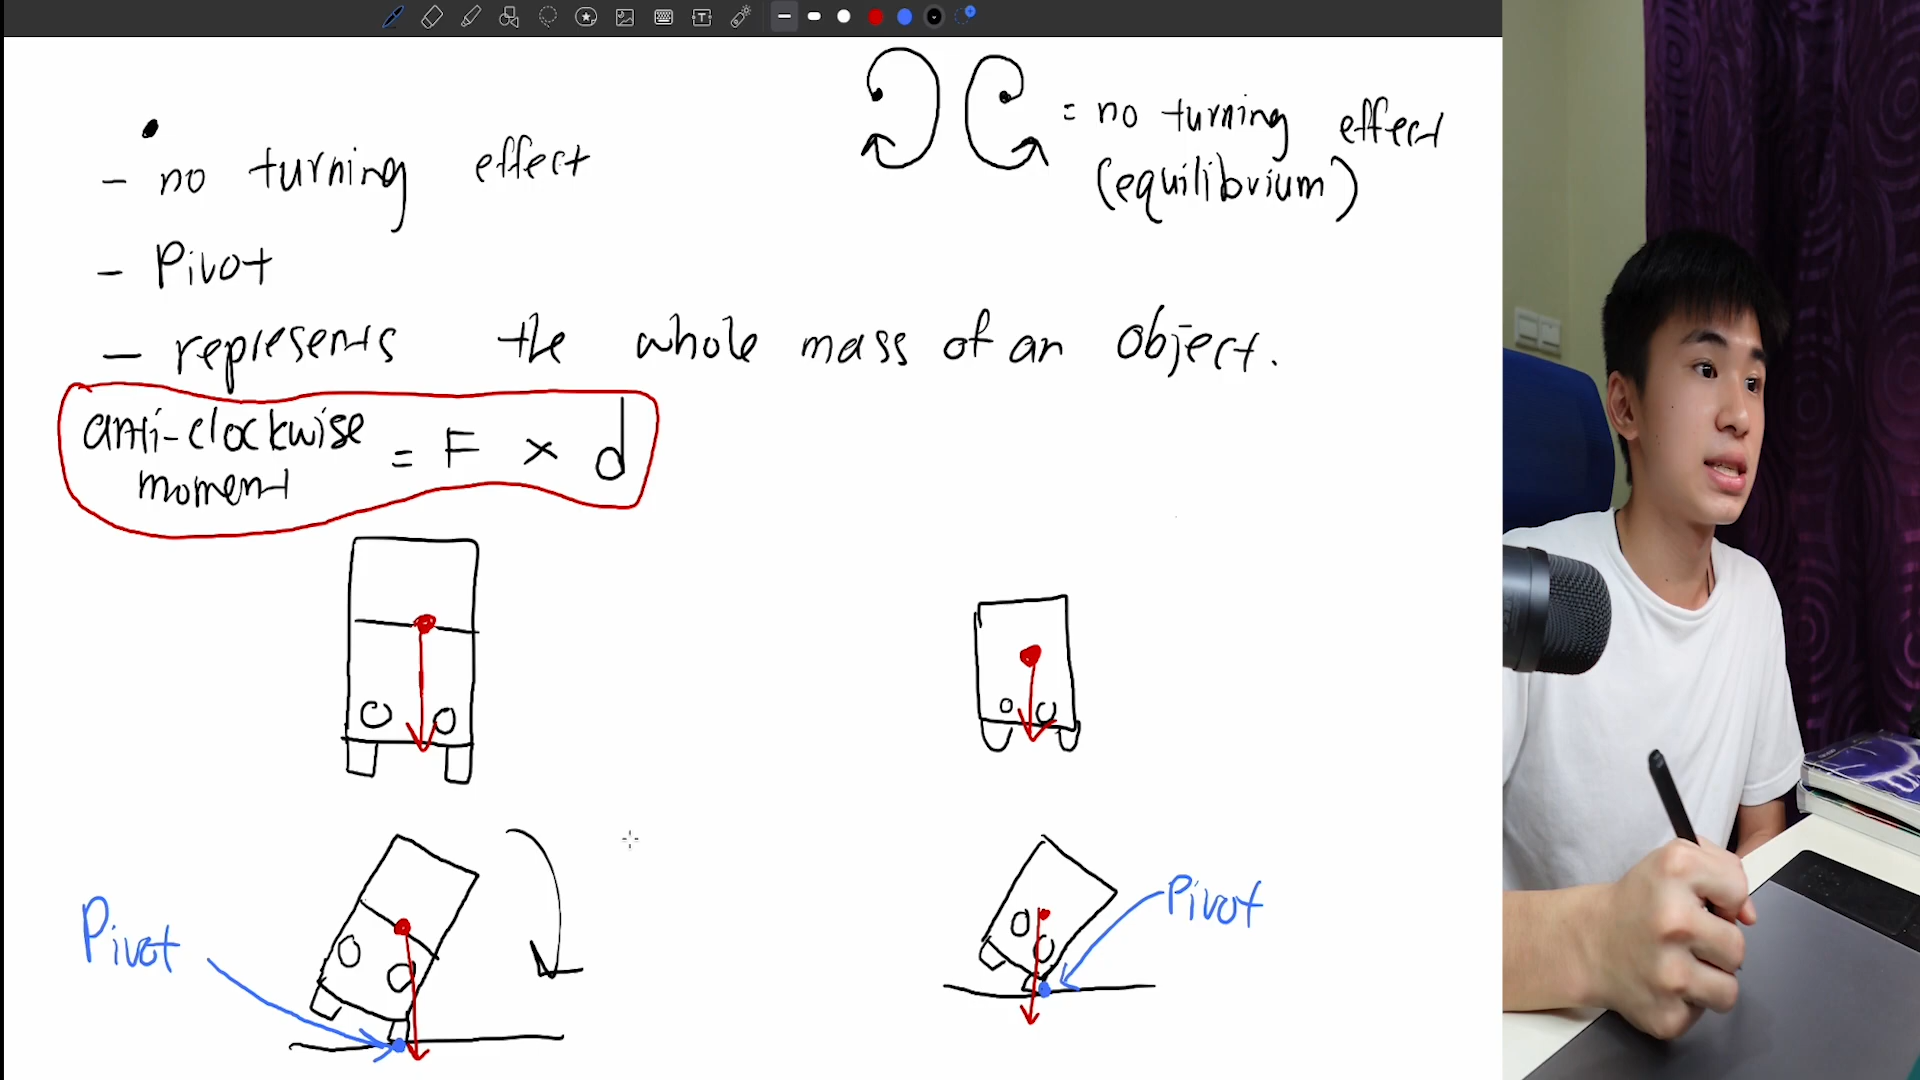 = no turning effect
(equilibrium)
- no turning effect
- Pivot
- represents the whole mass of an object.
anti-clockwise
moment = F × d
Pivot
Pivot